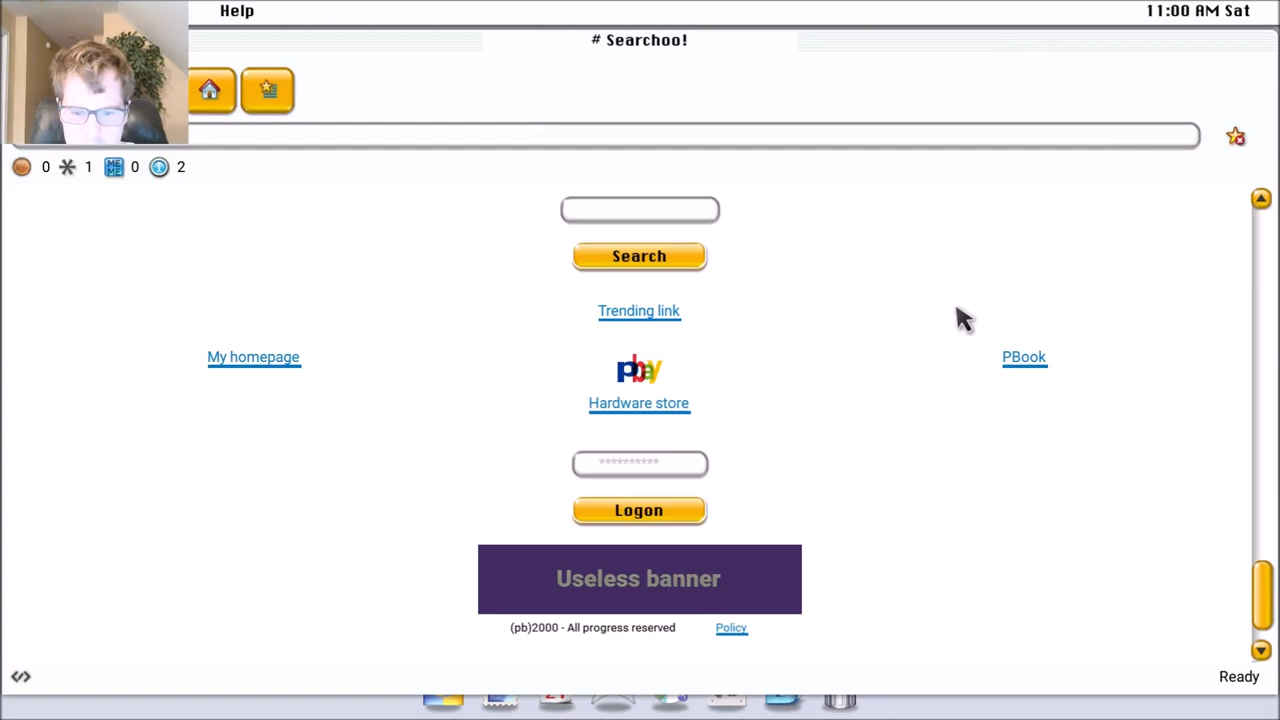 Help
11:00 AM Sat
# Searchoo!
0
1
MEME
0
2
Search
Trending link
My homepage
PBook
pbay
Hardware store
**********
Logon
Useless banner
(pb)2000 - All progress reserved
Policy
Ready